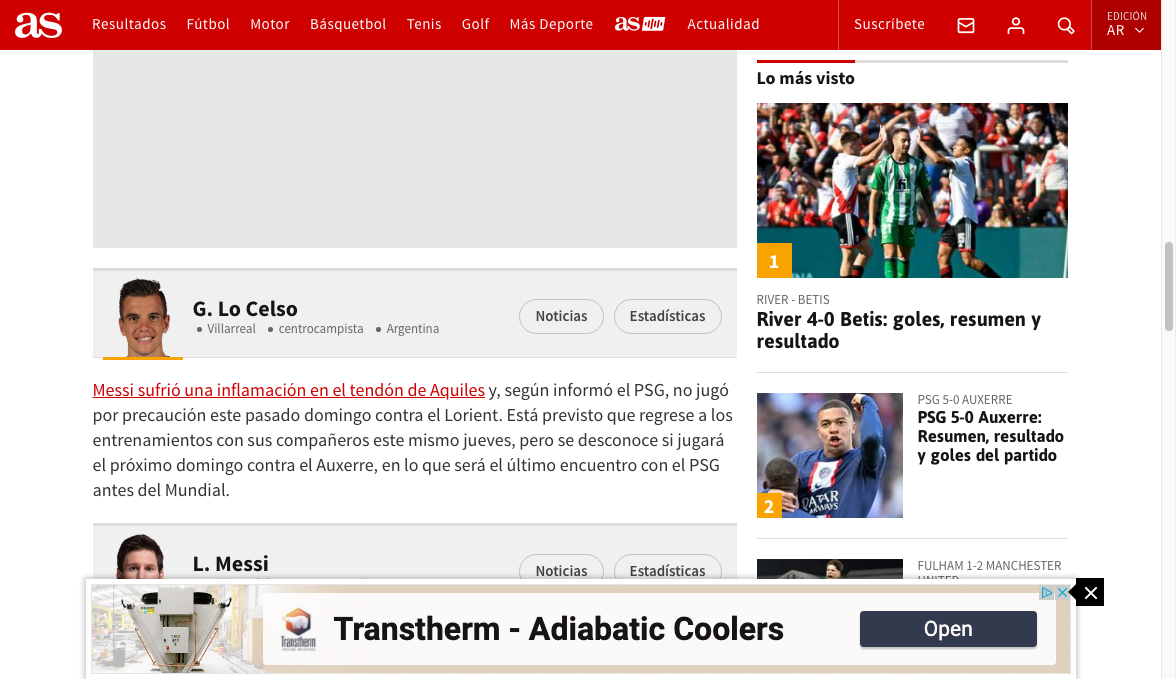 as
Resultados
Fútbol
Motor
Básquetbol
Tenis
Golf
Más Deporte
as
Actualidad
Suscríbete
EDICIÓN
AR
G. Lo Celso
Villarreal
centrocampista
Argentina
Noticias
Estadísticas
Messi sufrió una inflamación en el tendón de Aquiles y, según informó el PSG, no jugó
por precaución este pasado domingo contra el Lorient. Está previsto que regrese a los
entrenamientos con sus compañeros este mismo jueves, pero se desconoce si jugará
el próximo domingo contra el Auxerre, en lo que será el último encuentro con el PSG
antes del Mundial.
L. Messi
Noticias
Estadísticas
Lo más visto
1
RIVER - BETIS
River 4-0 Betis: goles, resumen y
resultado
2
PSG 5-0 AUXERRE
PSG 5-0 Auxerre:
Resumen, resultado
y goles del partido
FULHAM 1-2 MANCHESTER
UNITED
Transtherm
Transtherm - Adiabatic Coolers
Open